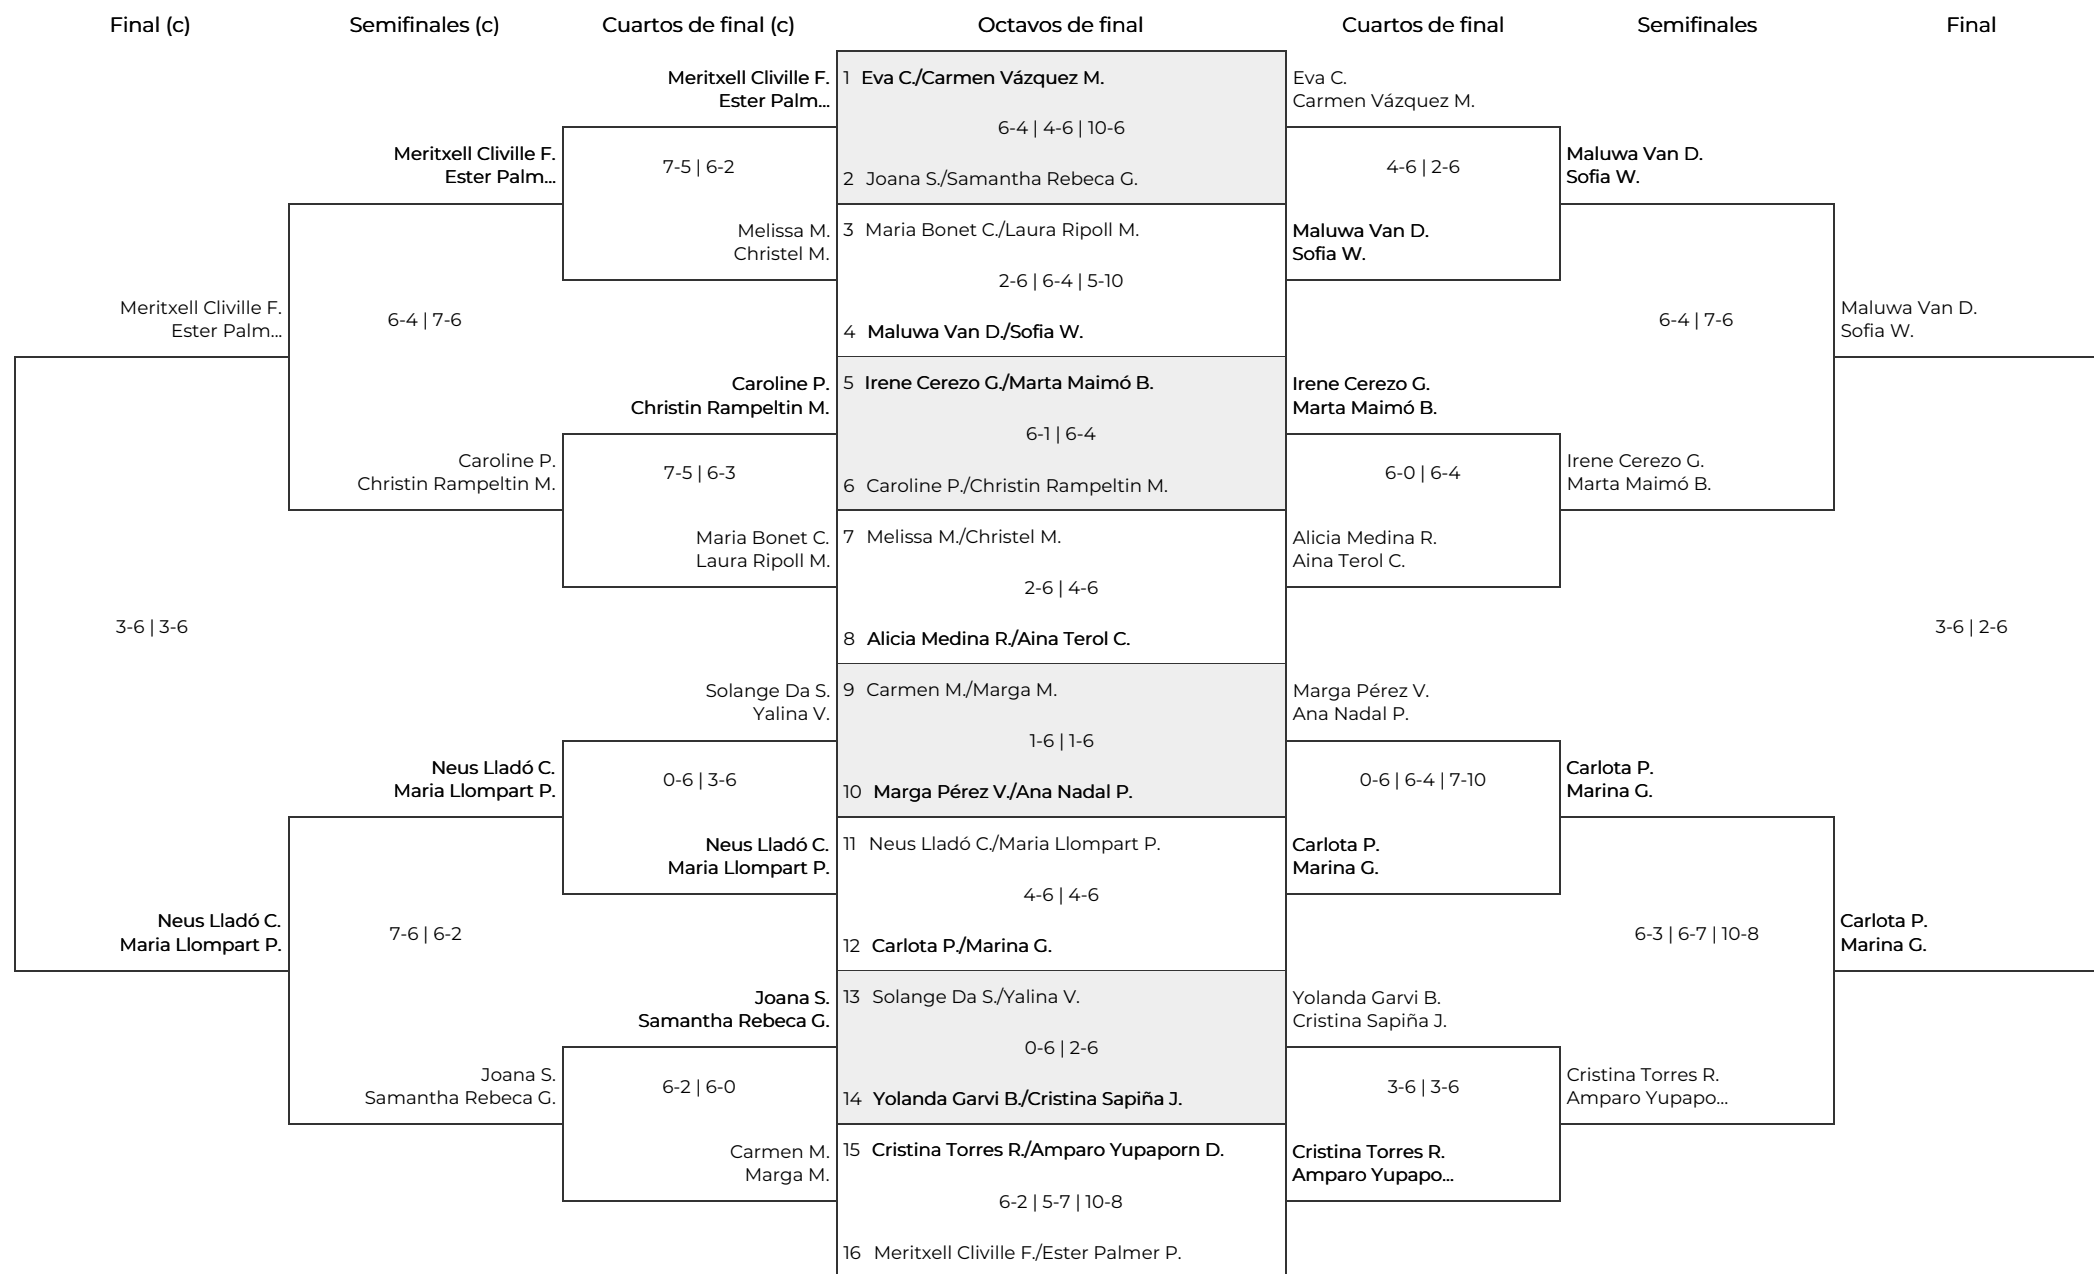 Final (c)
Semifinales (c)
Cuartos de final (c)
Octavos de final
Cuartos de final
Semifinales
Final
Meritxell Cliville F.
Ester Palm...
3-6 | 3-6
Neus Lladó C.
Maria Llompart P.
Meritxell Cliville F.
Ester Palm...
6-4 | 7-6
Caroline P.
Christin Rampeltin M.
Neus Lladó C.
Maria Llompart P.
7-6 | 6-2
Joana S.
Samantha Rebeca G.
Meritxell Cliville F.
Ester Palm...
7-5 | 6-2
Melissa M.
Christel M.
Caroline P.
Christin Rampeltin M.
7-5 | 6-3
Maria Bonet C.
Laura Ripoll M.
Solange Da S.
Yalina V.
0-6 | 3-6
Neus Lladó C.
Maria Llompart P.
Joana S.
Samantha Rebeca G.
6-2 | 6-0
Carmen M.
Marga M.
1 Eva C./Carmen Vázquez M.
6-4 | 4-6 | 10-6
2 Joana S./Samantha Rebeca G.
3 Maria Bonet C./Laura Ripoll M.
2-6 | 6-4 | 5-10
4 Maluwa Van D./Sofia W.
5 Irene Cerezo G./Marta Maimó B.
6-1 | 6-4
6 Caroline P./Christin Rampeltin M.
7 Melissa M./Christel M.
2-6 | 4-6
8 Alicia Medina R./Aina Terol C.
9 Carmen M./Marga M.
1-6 | 1-6
10 Marga Pérez V./Ana Nadal P.
11 Neus Lladó C./Maria Llompart P.
4-6 | 4-6
12 Carlota P./Marina G.
13 Solange Da S./Yalina V.
0-6 | 2-6
14 Yolanda Garvi B./Cristina Sapiña J.
15 Cristina Torres R./Amparo Yupaporn D.
6-2 | 5-7 | 10-8
16 Meritxell Cliville F./Ester Palmer P.
Eva C.
Carmen Vázquez M.
4-6 | 2-6
Maluwa Van D.
Sofia W.
Irene Cerezo G.
Marta Maimó B.
6-0 | 6-4
Alicia Medina R.
Aina Terol C.
Marga Pérez V.
Ana Nadal P.
0-6 | 6-4 | 7-10
Carlota P.
Marina G.
Yolanda Garvi B.
Cristina Sapiña J.
3-6 | 3-6
Cristina Torres R.
Amparo Yupapo...
Maluwa Van D.
Sofia W.
6-4 | 7-6
Irene Cerezo G.
Marta Maimó B.
Carlota P.
Marina G.
6-3 | 6-7 | 10-8
Cristina Torres R.
Amparo Yupapo...
Maluwa Van D.
Sofia W.
3-6 | 2-6
Carlota P.
Marina G.